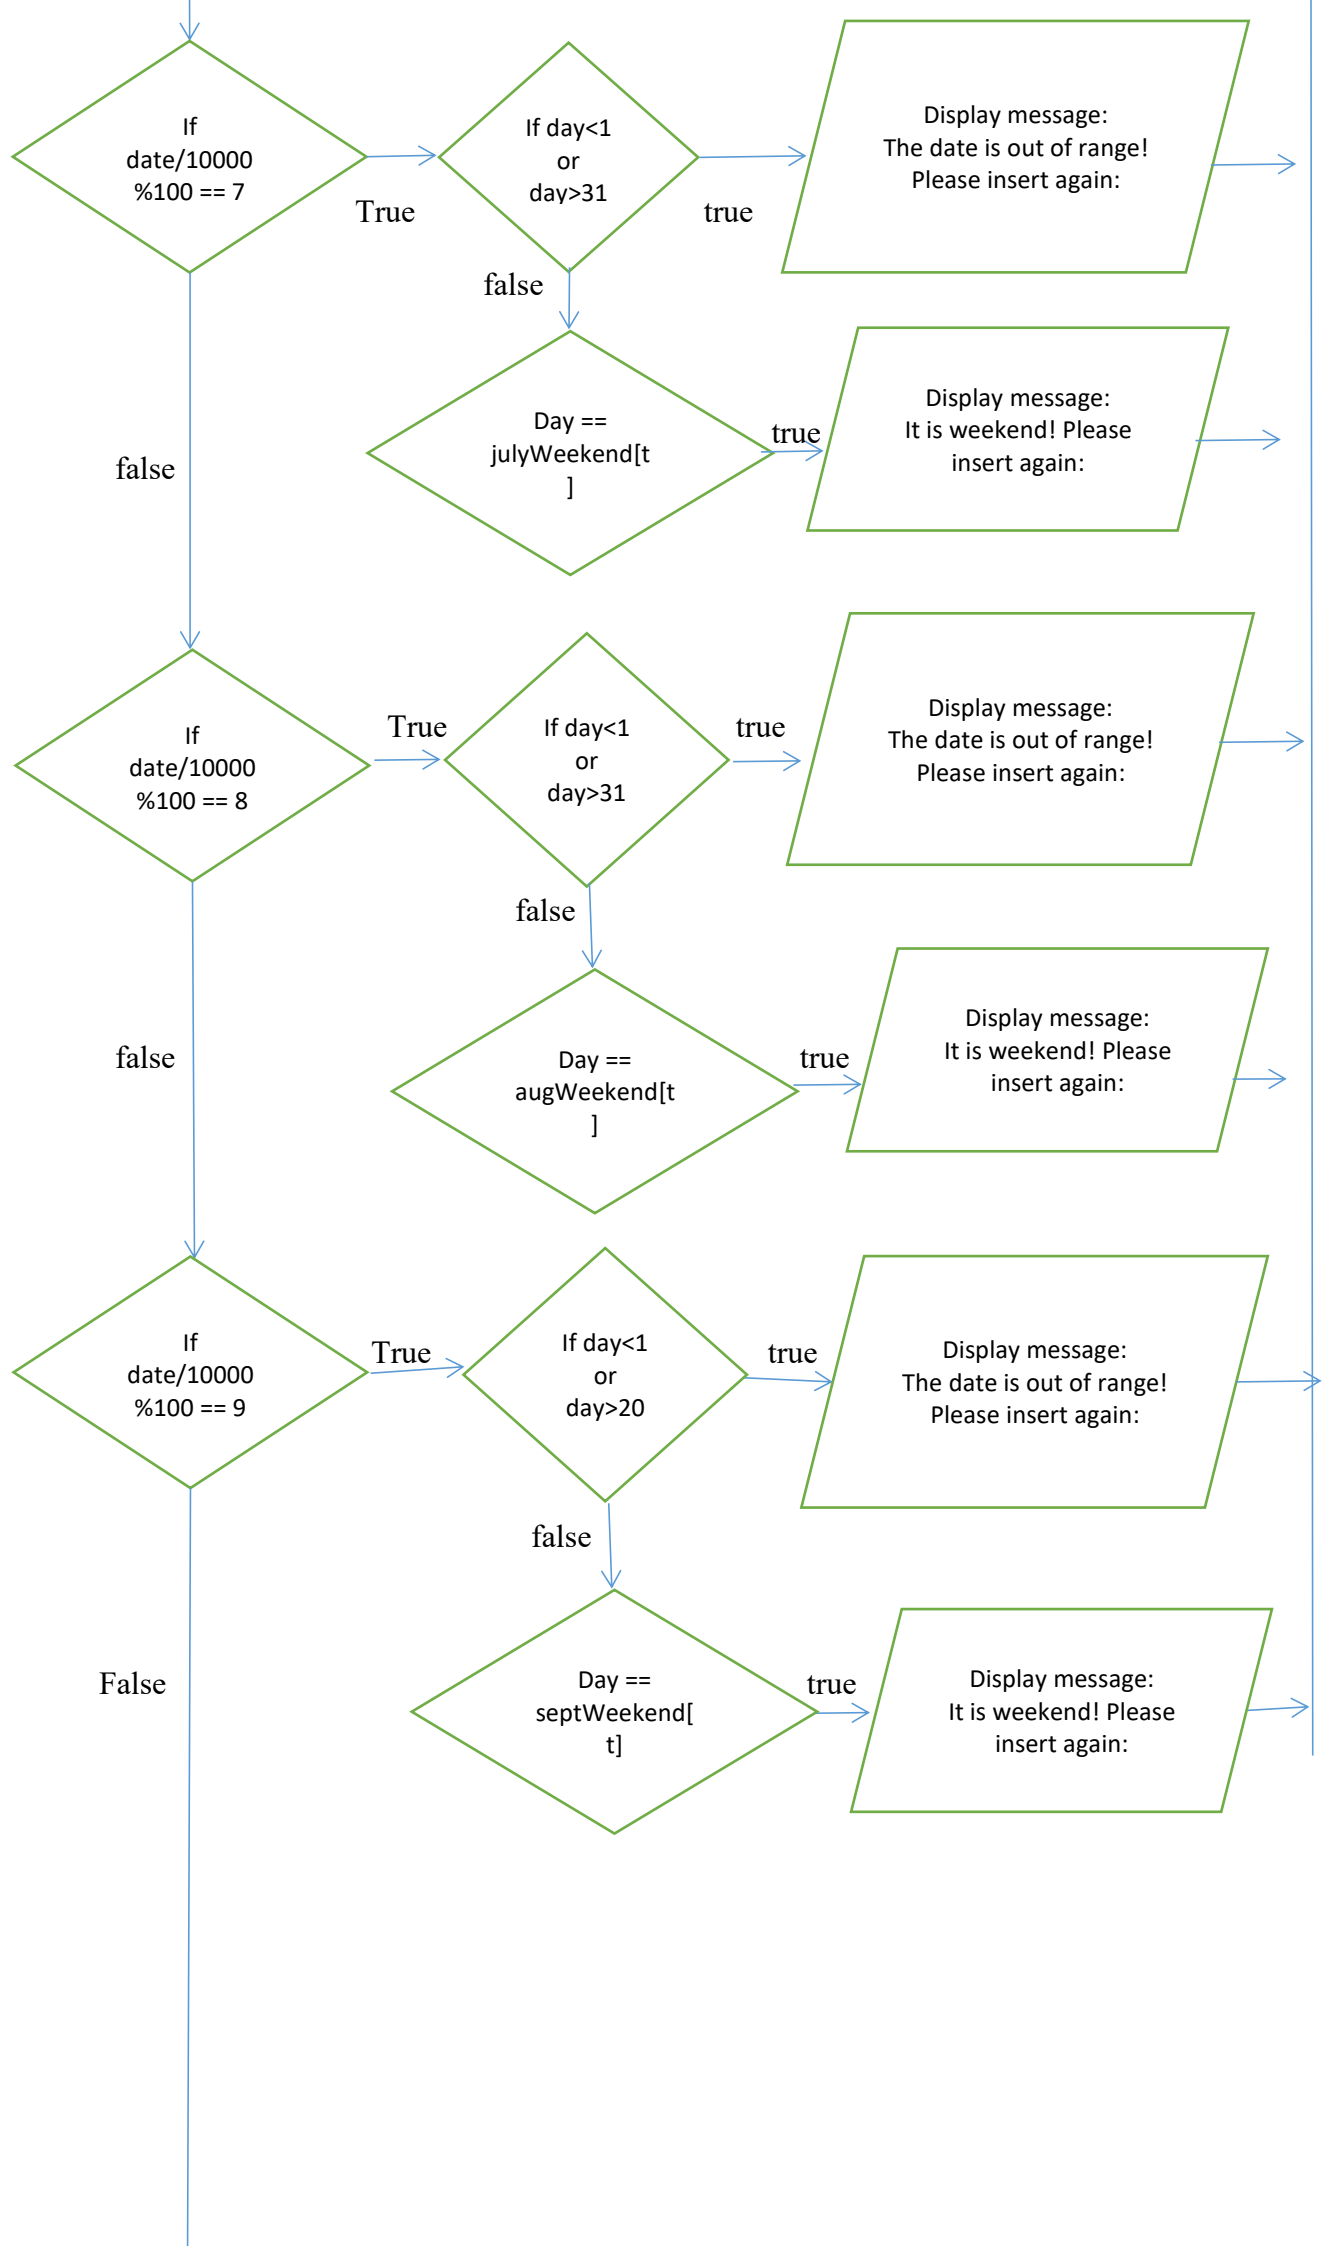 If
date/10000
%100 == 7
True
If day<1
or
day>31
true
Display message:
The date is out of range!
Please insert again:
false
false
Day ==
julyWeekend[t
]
true
Display message:
It is weekend! Please
insert again:
If
date/10000
%100 == 8
True
If day<1
or
day>31
true
Display message:
The date is out of range!
Please insert again:
false
false
Day ==
augWeekend[t
]
true
Display message:
It is weekend! Please
insert again:
If
date/10000
%100 == 9
True
If day<1
or
day>20
true
Display message:
The date is out of range!
Please insert again:
false
False
Day ==
septWeekend[
t]
true
Display message:
It is weekend! Please
insert again: